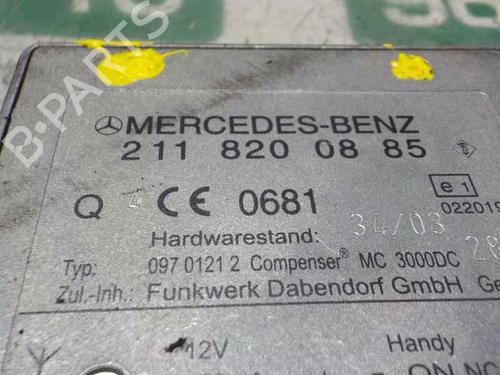 B-PARTS
MERCEDES-BENZ
211 820 08 85
Q CE 0681 e1
022019
Hardwarestand: 34/03
Typ: 097 0121 2 Compenser® MC 3000DC
Zul.-Inh.: Funkwerk Dabendorf GmbH Ge
12V Handy